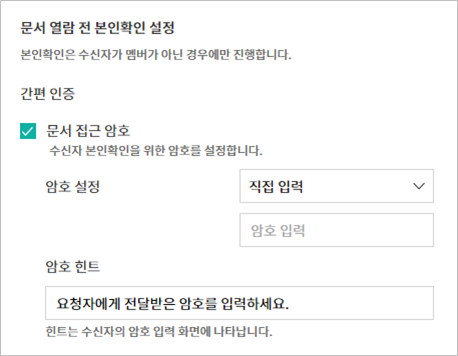 문서 열람 전 본인확인 설정
본인확인은 수신자가 멤버가 아닌 경우에만 진행합니다.
간편 인증
문서 접근 암호
수신자 본인확인을 위한 암호를 설정합니다.
암호 설정
직접 입력
암호 입력
암호 힌트
요청자에게 전달받은 암호를 입력하세요.
힌트는 수신자의 암호 입력 화면에 나타납니다.